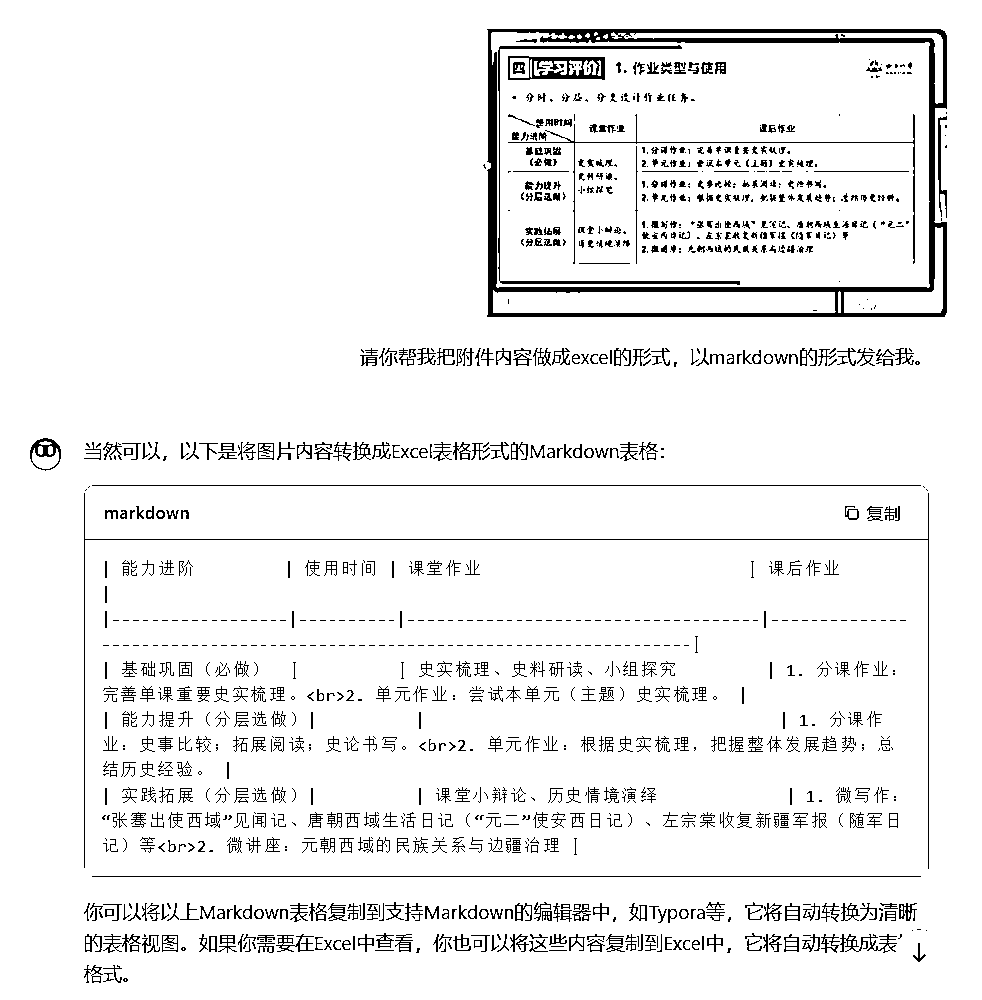 四 学习评价 1. 作业类型与使用
• 分时、分层、分类设计作业任务。
使用时间
能力进阶
课堂作业
课后作业
基础巩固
(必做)
史实梳理、
史料研读、
小组探究
1.分课作业：完善单课重要史实梳理。
2.单元作业：尝试本单元（主题）史实梳理。
能力提升
(分层选做)
1.分课作业：史事比较；拓展阅读；史论书写。
2.单元作业：根据史实梳理，把握整体发展趋势；总结历史经验。
实践拓展
(分层选做)
课堂小辩论、
历史情境演绎
1.微写作："张骞出使西域"见闻记、唐朝西域生活日记（"元二"
使安西日记）、左宗棠收复新疆军报（随军日记）等
2.微讲座：元朝西域的民族关系与边疆治理
请你帮我把附件内容做成excel的形式，以markdown的形式发给我。
当然可以，以下是将图片内容转换成Excel表格形式的Markdown表格：
markdown 复制
| 能力进阶 | 使用时间 | 课堂作业 | 课后作业
|
|------------------|----------|------------------------------------|--------------
-----------------------------------------------------------|
| 基础巩固（必做） | | 史实梳理、史料研读、小组探究 | 1. 分课作业：
完善单课重要史实梳理。<br>2. 单元作业：尝试本单元（主题）史实梳理。 |
| 能力提升（分层选做）| | | 1. 分课作
业：史事比较；拓展阅读；史论书写。<br>2. 单元作业：根据史实梳理，把握整体发展趋势；总
结历史经验。 |
| 实践拓展（分层选做）| | 课堂小辩论、历史情境演绎 | 1. 微写作：
“张骞出使西域”见闻记、唐朝西域生活日记（“元二”使安西日记）、左宗棠收复新疆军报（随军日
记）等<br>2. 微讲座：元朝西域的民族关系与边疆治理 |
你可以将以上Markdown表格复制到支持Markdown的编辑器中，如Typora等，它将自动转换为清晰
的表格视图。如果你需要在Excel中查看，你也可以将这些内容复制到Excel中，它将自动转换成表
格式。